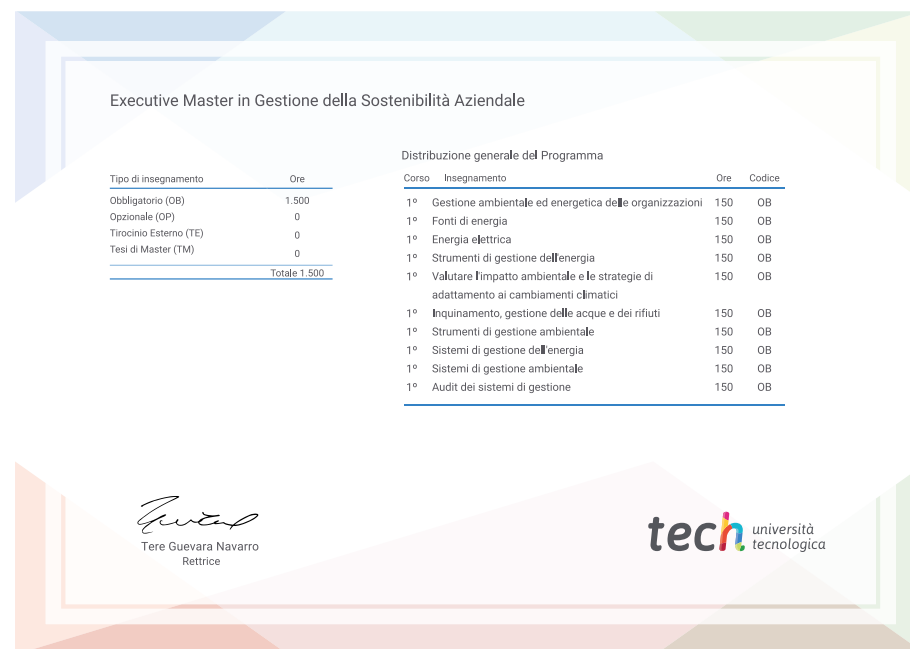 Executive Master in Gestione della Sostenibilità Aziendale
Tipo di insegnamento Ore
Obbligatorio (OB) 1.500
Opzionale (OP) 0
Tirocinio Esterno (TE) 0
Tesi di Master (TM) 0
Totale 1.500
Distribuzione generale del Programma
Corso Insegnamento Ore Codice
1º Gestione ambientale ed energetica delle organizzazioni 150 OB
1º Fonti di energia 150 OB
1º Energia elettrica 150 OB
1º Strumenti di gestione dell'energia 150 OB
1º Valutare l'impatto ambientale e le strategie di 150 OB
adattamento ai cambiamenti climatici
1º Inquinamento, gestione delle acque e dei rifiuti 150 OB
1º Strumenti di gestione ambientale 150 OB
1º Sistemi di gestione dell'energia 150 OB
1º Sistemi di gestione ambientale 150 OB
1º Audit dei sistemi di gestione 150 OB
Tere Guevara Navarro
Rettrice
tech università
tecnologica